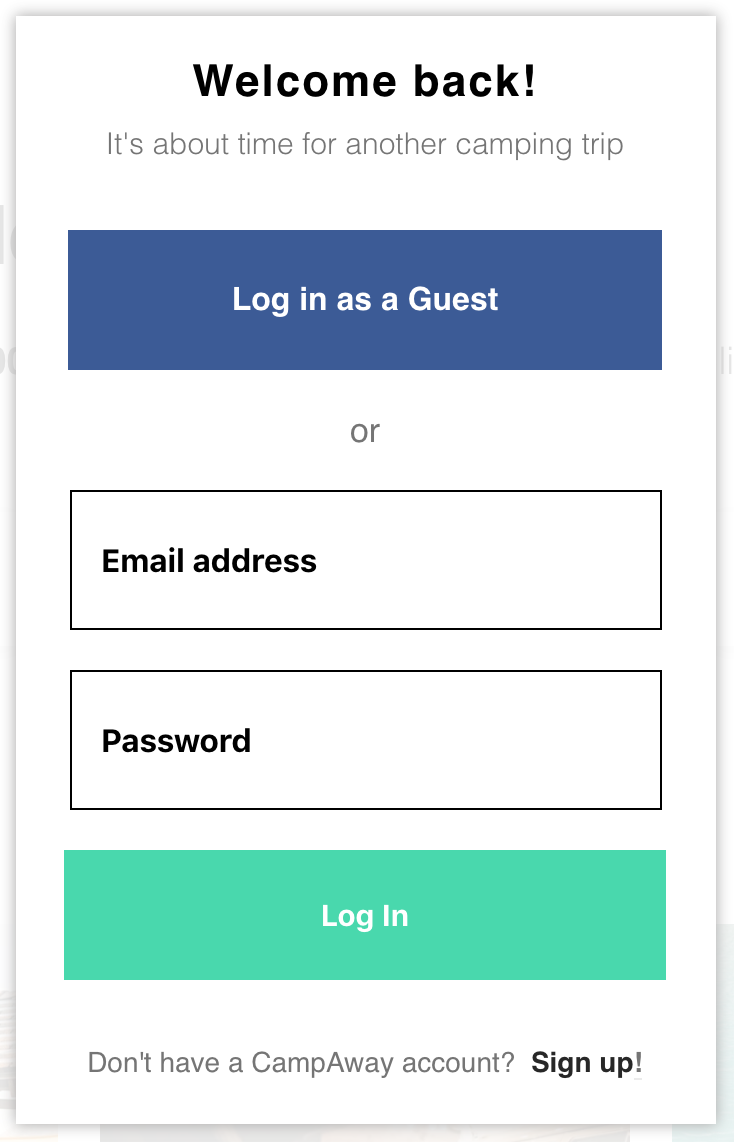 Welcome back!
It's about time for another camping trip
Log in as a Guest
or
Email address
Password
Log In
Don't have a CampAway account? Sign up!